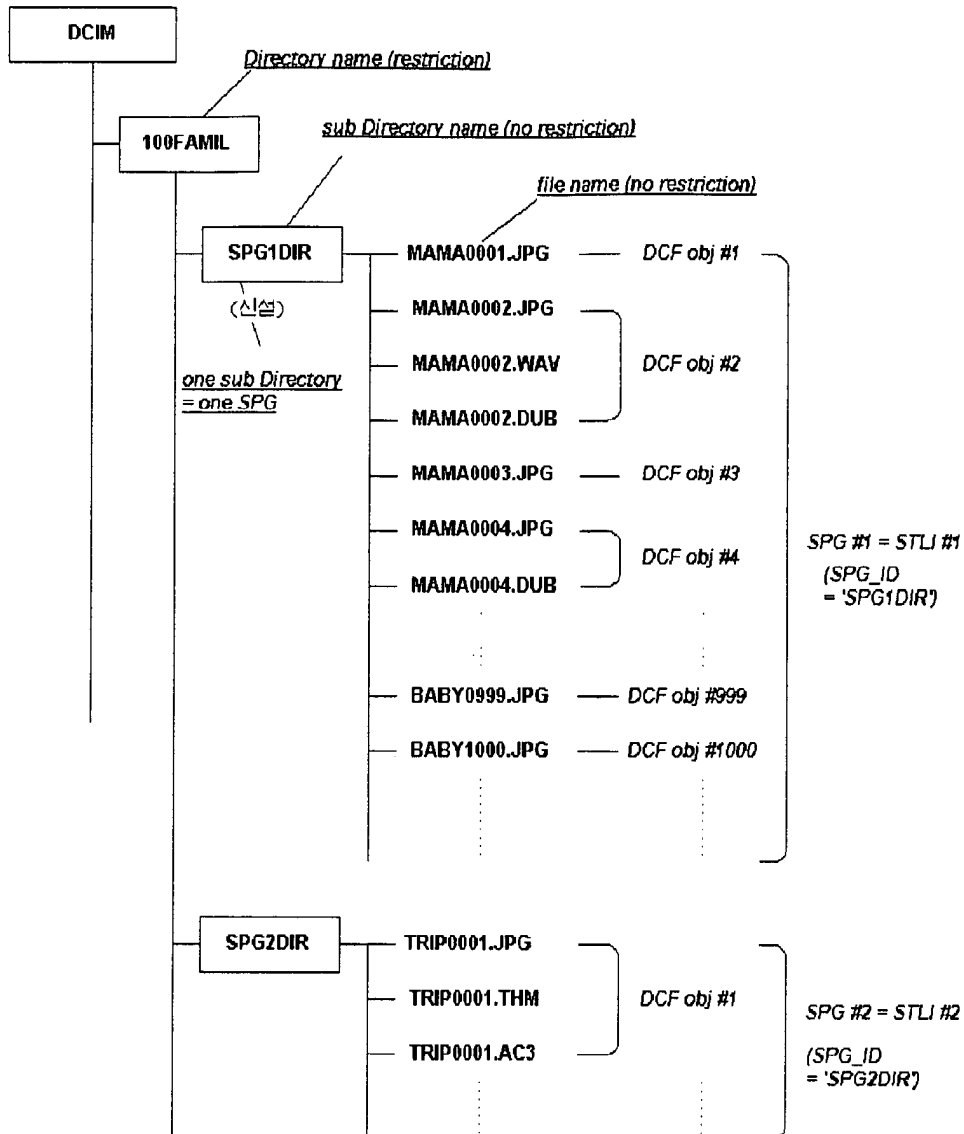 DCIM
Directory name (restriction)
100FAMIL
sub Directory name (no restriction)
file name (no restriction)
SPG1DIR
(신설)
one sub Directory
= one SPG
MAMA0001.JPG
DCF obj #1
MAMA0002.JPG
MAMA0002.WAV
DCF obj #2
MAMA0002.DUB
MAMA0003.JPG
DCF obj #3
MAMA0004.JPG
DCF obj #4
MAMA0004.DUB
BABY0999.JPG
DCF obj #999
BABY1000.JPG
DCF obj #1000
SPG #1 = STLI #1
(SPG_ID
= 'SPG1DIR')
SPG2DIR
TRIP0001.JPG
TRIP0001.THM
DCF obj #1
TRIP0001.AC3
SPG #2 = STLI #2
(SPG_ID
= 'SPG2DIR')